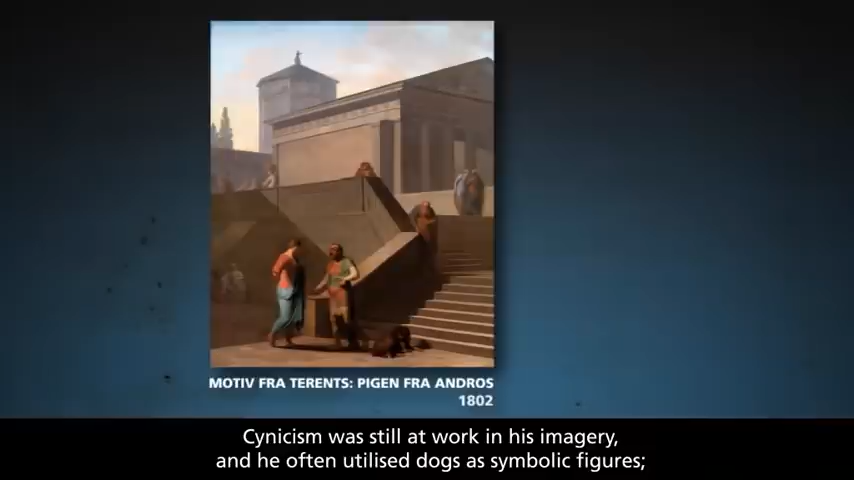 MOTIV FRA TERENTS: PIGEN FRA ANDROS
1802
Cynicism was still at work in his imagery,
and he often utilised dogs as symbolic figures;